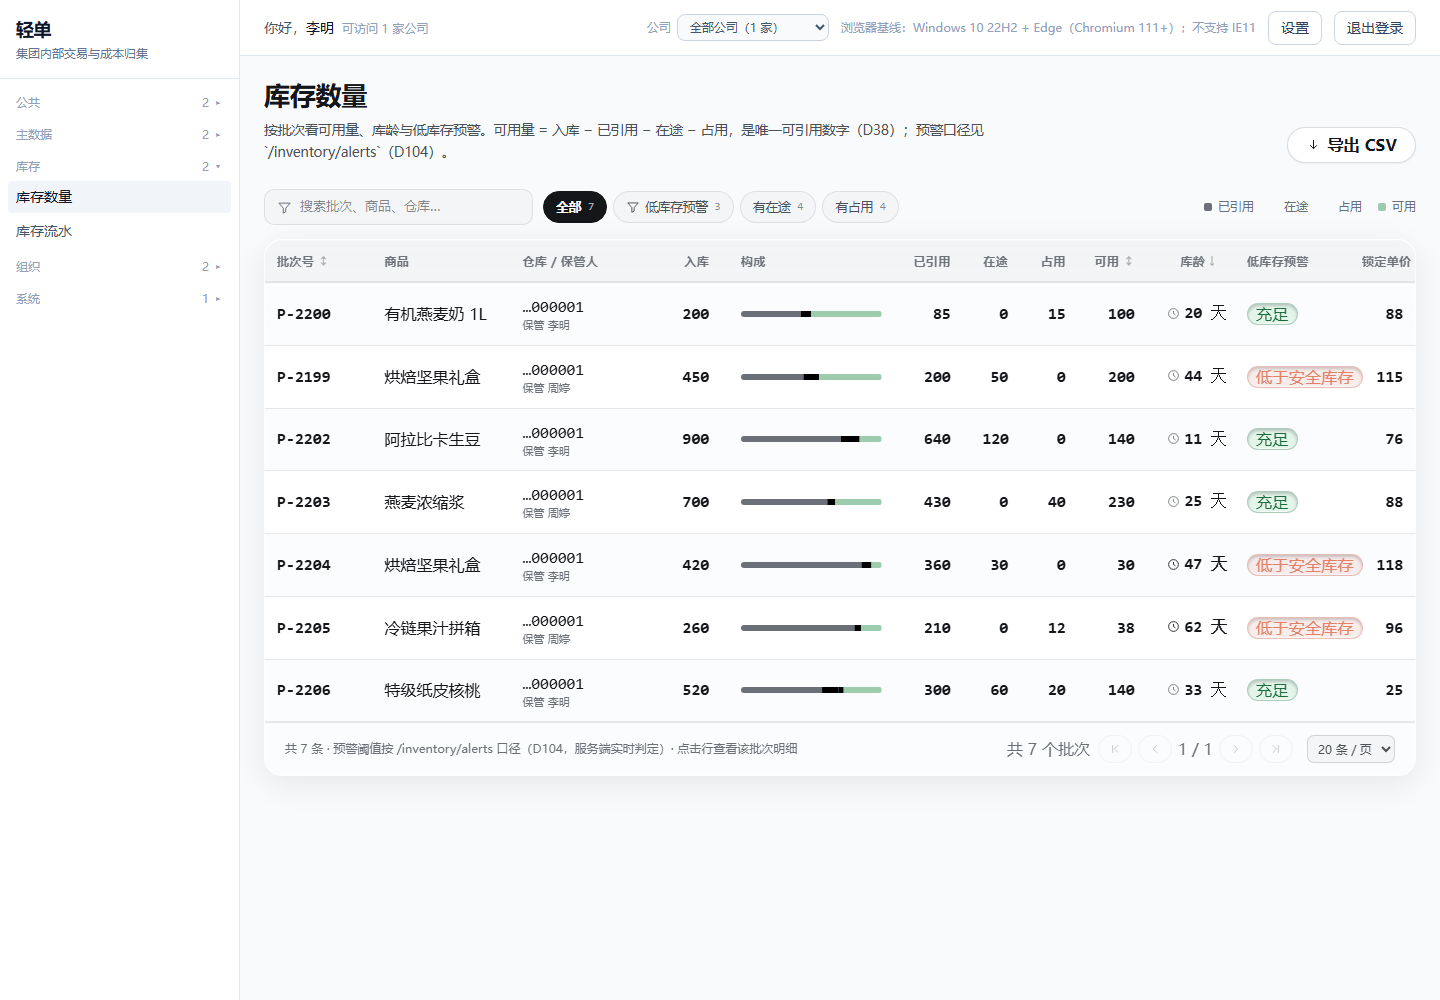 轻单
集团内部交易与成本归集
公共 2
主数据 2
库存 2
库存数量
库存流水
组织 2
系统 1
你好，李明 可访问 1 家公司
公司 全部公司（1 家） 浏览器基线：Windows 10 22H2 + Edge（Chromium 111+）；不支持 IE11 设置 退出登录
库存数量
按批次看可用量、库龄与低库存预警。可用量 = 入库 − 已引用 − 在途 − 占用，是唯一可引用数字（D38）；预警口径见
`/inventory/alerts`（D104）。
↓ 导出 CSV
搜索批次、商品、仓库... 全部 7 低库存预警 3 有在途 4 有占用 4 已引用 在途 占用 可用
批次号 ↕ 商品 仓库 / 保管人 入库 构成 已引用 在途 占用 可用 ↕ 库龄 ↓ 低库存预警 锁定单价
P-2200 有机燕麦奶 1L …000001 200 85 0 15 100 20 天 充足 88
保管 李明
P-2199 烘焙坚果礼盒 …000001 450 200 50 0 200 44 天 低于安全库存 115
保管 周婷
P-2202 阿拉比卡生豆 …000001 900 640 120 0 140 11 天 充足 76
保管 李明
P-2203 燕麦浓缩浆 …000001 700 430 0 40 230 25 天 充足 88
保管 周婷
P-2204 烘焙坚果礼盒 …000001 420 360 30 0 30 47 天 低于安全库存 118
保管 李明
P-2205 冷链果汁拼箱 …000001 260 210 0 12 38 62 天 低于安全库存 96
保管 周婷
P-2206 特级纸皮核桃 …000001 520 300 60 20 140 33 天 充足 25
保管 李明
共 7 条 · 预警阈值按 /inventory/alerts 口径（D104，服务端实时判定）· 点击行查看该批次明细 共 7 个批次 1 / 1 20 条 / 页